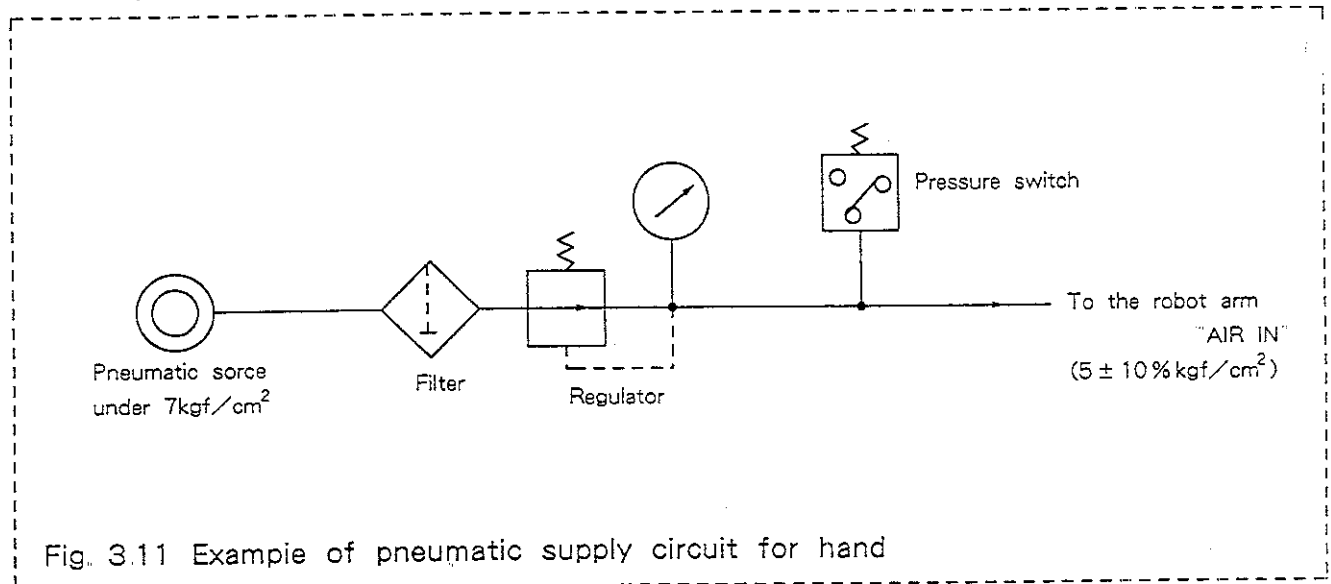 Pressure switch
To the robot arm
"AIR IN"
(5 ± 10%kgf/cm²)
Pneumatic sorce
under 7kgf/cm²
Filter
Regulator
Fig. 3.11 Exampie of pneumatic supply circuit for hand